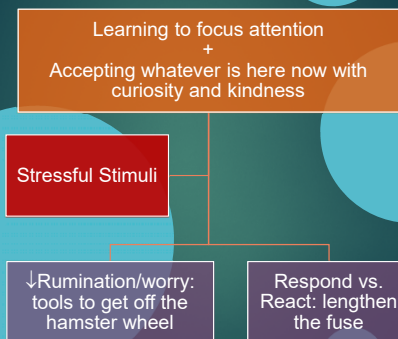 Learning to focus attention
+
Accepting whatever is here now with
curiosity and kindness
Stressful Stimuli
↓Rumination/worry:
tools to get off the
hamster wheel
Respond vs.
React: lengthen
the fuse